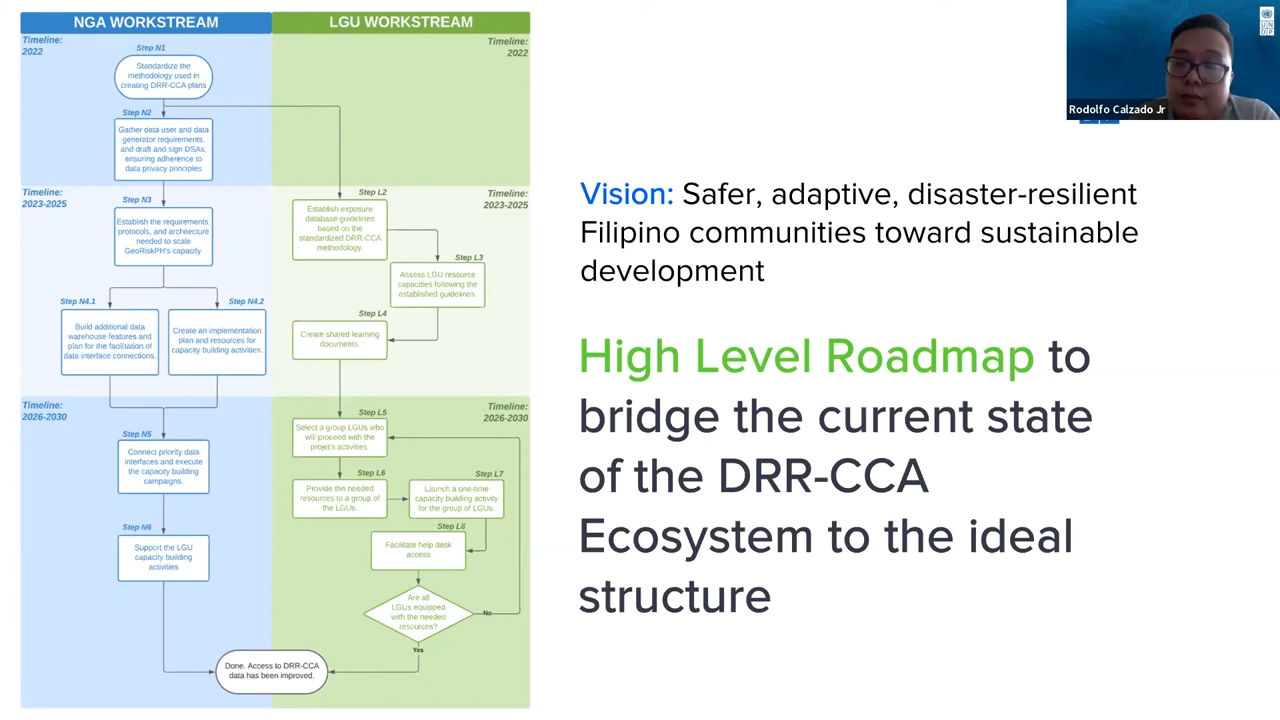 NGA WORKSTREAM
LGU WORKSTREAM
Timeline:
2022
Timeline:
2022
Step N1
Standardize the
methodology used in
creating DRR-CCA plans
Step N2
Gather data user and data
generator requirements,
and draft and sign DSAs,
ensuring adherence to
data privacy principles
Timeline:
2023-2025
Timeline:
2023-2025
Step N3
Establish the requirements,
protocols, and architecture
needed to scale
GeoRiskPH's capacity.
Step N4.1
Build additional data
warehouse features and
plan for the facilitation of
data interface connections.
Step N4.2
Create an implementation
plan and resources for
capacity building activities.
Step L2
Establish exposure
database guidelines
based on the
standardized DRR-CCA
methodology.
Step L3
Assess LGU resource
capacities following the
established guidelines.
Step L4
Create shared learning
documents.
Timeline:
2026-2030
Timeline:
2026-2030
Step N5
Connect priority data
interfaces and execute
the capacity building
campaigns.
Step N6
Support the LGU
capacity building
activities
Step L5
Select a group LGUs who
will proceed with the
projet's activities
Step L6
Provide the needed
resources to a group of
the LGUs.
Step L7
Launch a one-time
capacity building activity
for the group of LGUs.
Step L8
Facilitate help desk
access
Are all
LGUs equipped
with the needed
resources?
No
Yes
Done. Access to DRR-CCA
data has been improved.
Vision: Safer, adaptive, disaster-resilient
Filipino communities toward sustainable
development
High Level Roadmap to
bridge the current state
of the DRR-CCA
Ecosystem to the ideal
structure
Rodolfo Calzado Jr
U N
D P